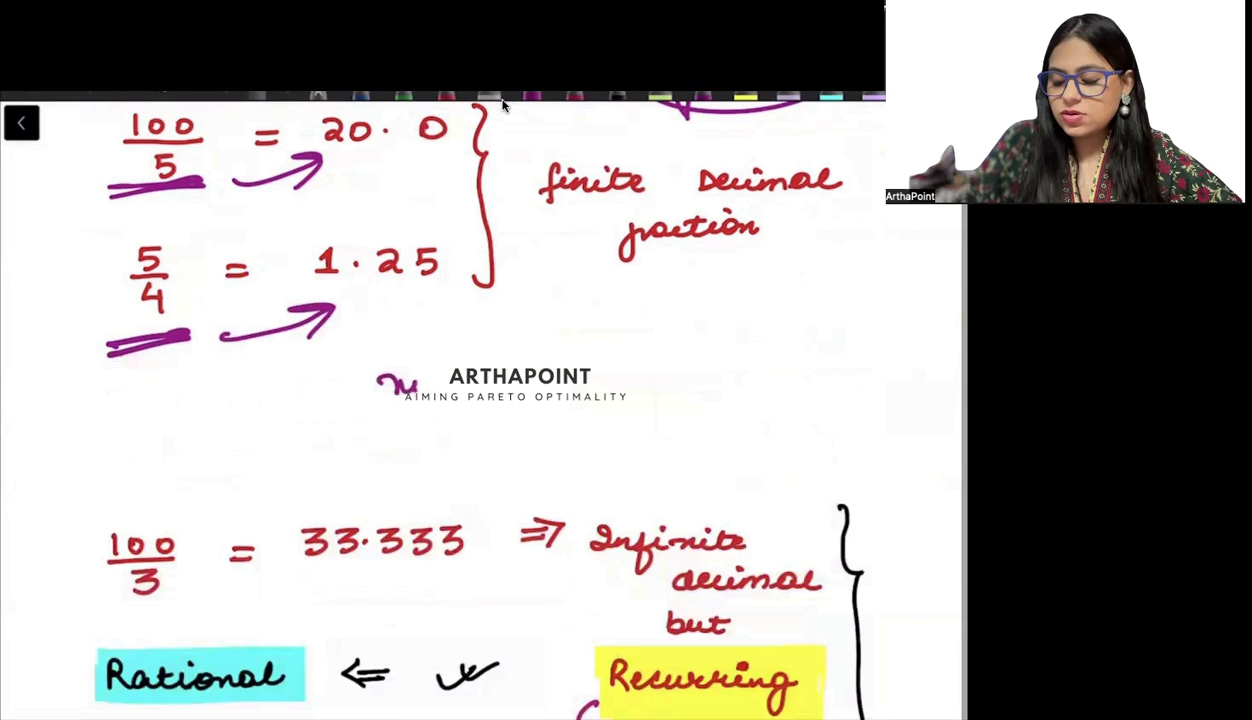 100/5 = 20.0
finite Decimal
fraction
5/4 = 1.25
ARTHAPOINT
AIMING PARETO OPTIMALITY
100/3 = 33.333 ⇒ Infinite
decimal
but
Rational ⇐ Recurring
ArthaPoint